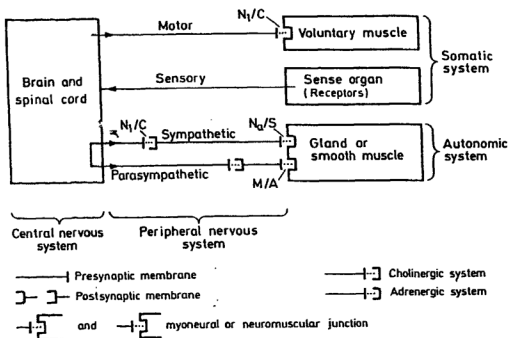 Motor
N₁/C
Voluntary muscle
Brain and
spinal cord
Sensory
Sense organ
(Receptors)
Somatic
system
N₁/C
Sympathetic
Nα/S
Gland or
smooth muscle
Autonomic
system
Parasympathetic
M/A
Central nervous
system
Peripheral nervous
system
Presynaptic membrane
Postsynaptic membrane
and
myoneural or neuromuscular junction
Cholinergic system
Adrenergic system